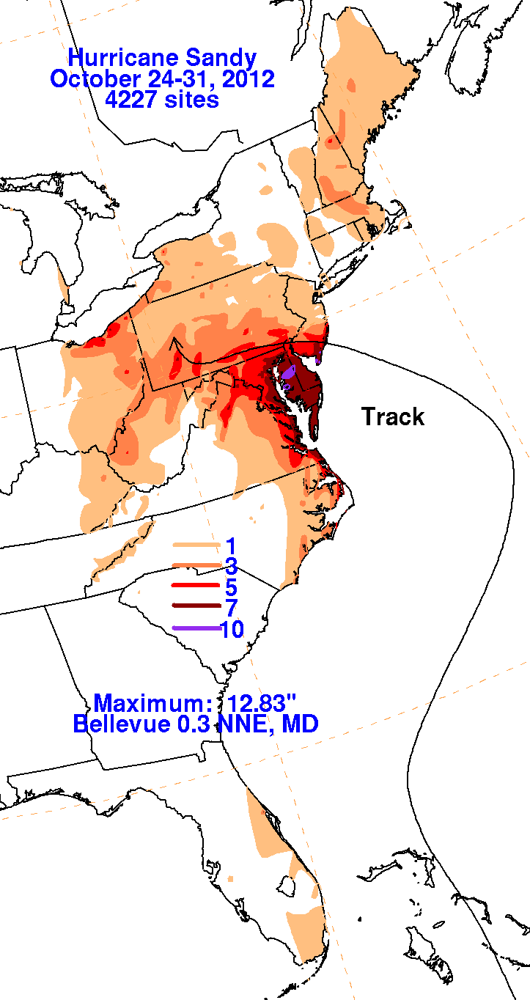 Hurricane Sandy
October 24-31, 2012
4227 sites
Track
1
3
5
7
10
Maximum: 12.83"
Bellevue 0.3 NNE, MD